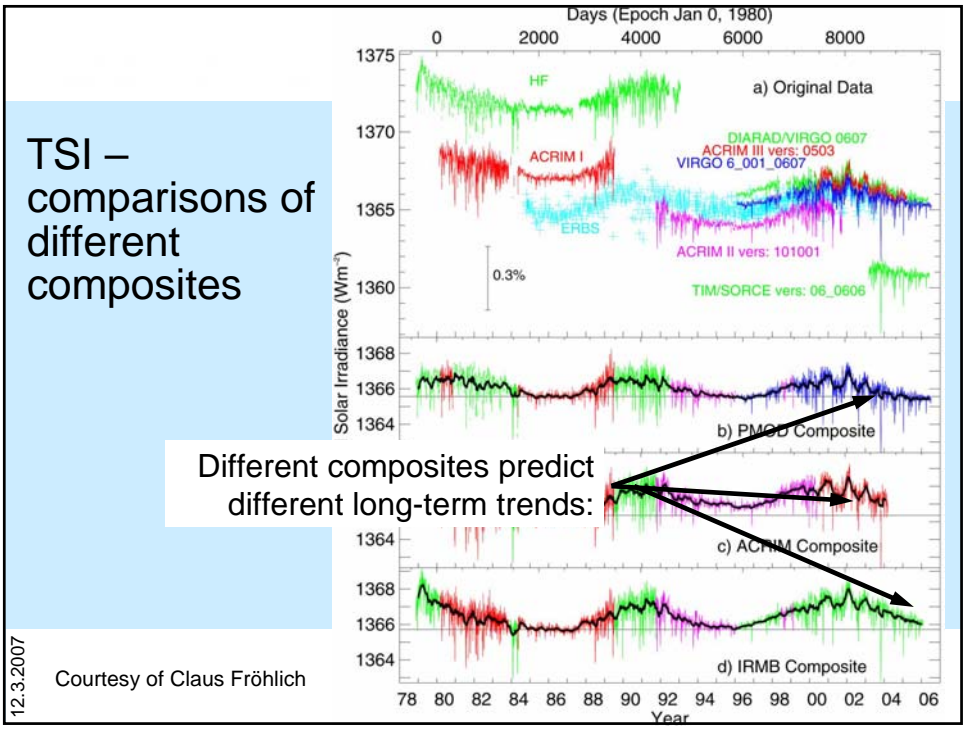 TSI –
comparisons of
different
composites
Different composites predict
different long-term trends:
12.3.2007
Courtesy of Claus Fröhlich
Days (Epoch Jan 0, 1980)
0 2000 4000 6000 8000
1375
1370
1365
1360
HF
a) Original Data
DIARAD/VIRGO 0607
ACRIM III vers: 0503
VIRGO 6_001_0607
ACRIM I
ERBS
ACRIM II vers: 101001
0.3%
TIM/SORCE vers: 06_0606
Solar Irradiance (Wm⁻²)
1368
1366
1364
b) PMOD Composite
1364
c) ACRIM Composite
1368
1366
1364
d) IRMB Composite
78 80 82 84 86 88 90 92 94 96 98 00 02 04 06
Year